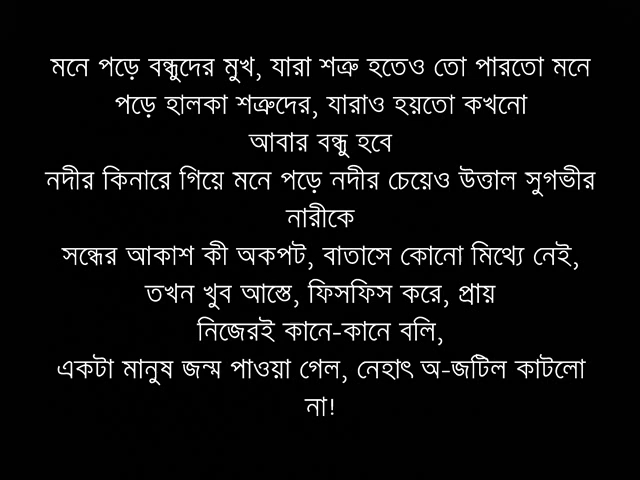 মনে পড়ে বন্ধুদের মুখ, যারা শত্রু হতেও তো পারতো মনে
পড়ে হালকা শত্রুদের, যারাও হয়তো কখনো
আবার বন্ধু হবে
নদীর কিনারে গিয়ে মনে পড়ে নদীর চেয়েও উত্তাল সুগভীর
নারীকে
সন্ধের আকাশ কী অকপট, বাতাসে কোনো মিথ্যে নেই,
তখন খুব আস্তে, ফিসফিস করে, প্রায়
নিজেরই কানে-কানে বলি,
একটা মানুষ জন্ম পাওয়া গেল, নেহাৎ অ-জটিল কাটলো
না!